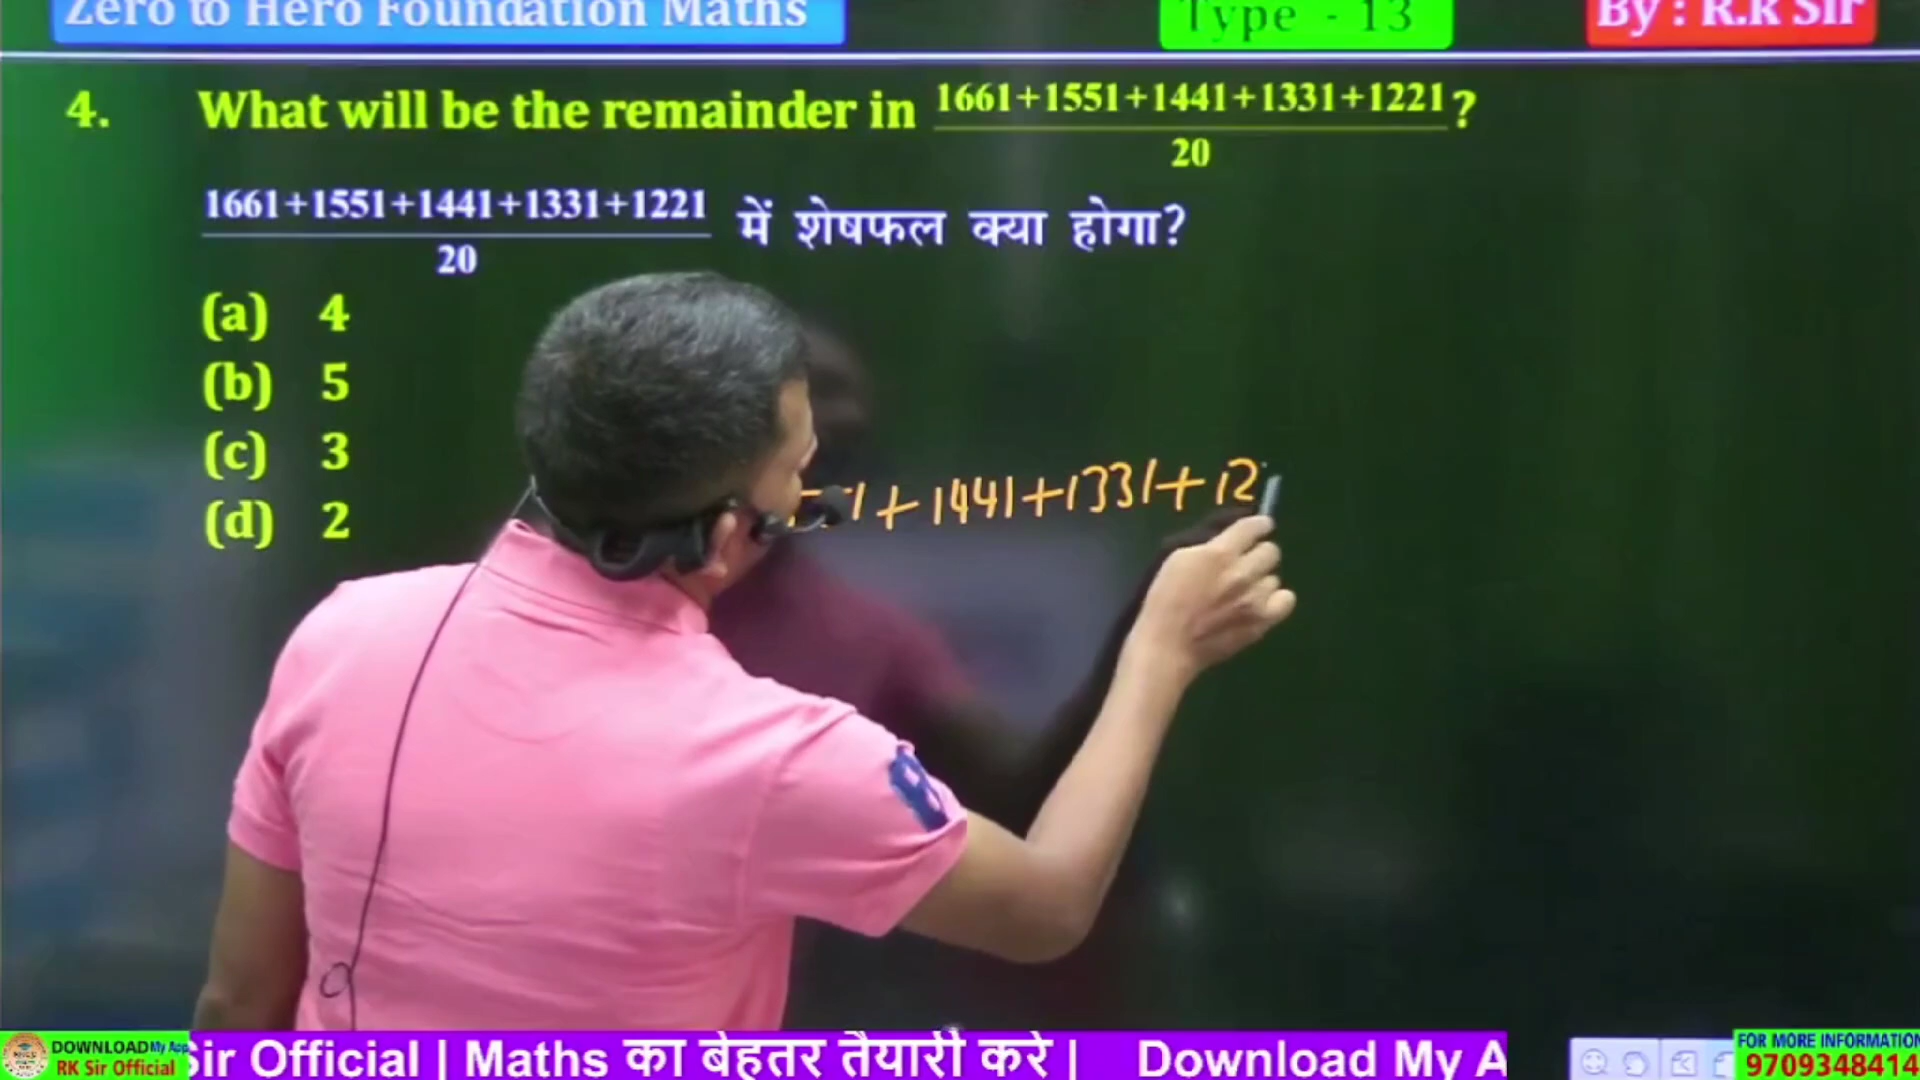 Zero to Hero Foundation Maths
Type - 13
By : R.K Sir
4. What will be the remainder in 1661+1551+1441+1331+1221 / 20 ?
1661+1551+1441+1331+1221 / 20 में शेषफल क्या होगा?
(a) 4
(b) 5
(c) 3
(d) 2
+1441+1331+12
DOWNLOAD My App
RK Sir Official
Sir Official | Maths का बेहतर तैयारी करे | Download My A
FOR MORE INFORMATION
9709348414